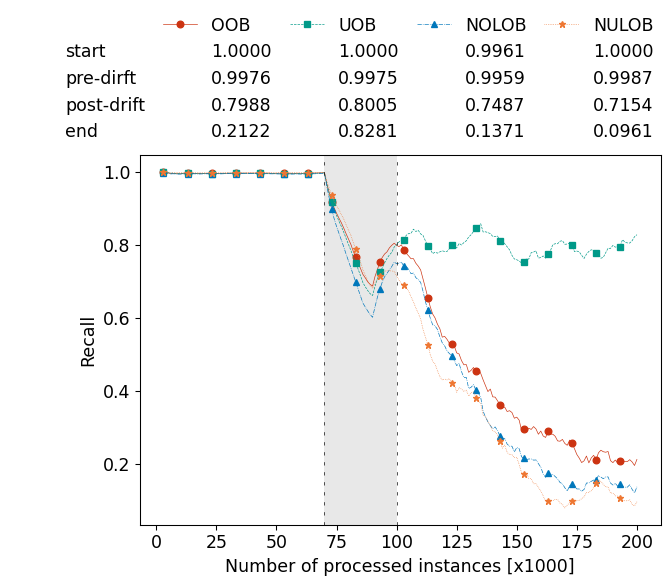 OOB UOB NOLOB NULOB
start 1.0000 1.0000 0.9961 1.0000
pre-dirft 0.9976 0.9975 0.9959 0.9987
post-drift 0.7988 0.8005 0.7487 0.7154
end 0.2122 0.8281 0.1371 0.0961
1.0
0.8
0.6
0.4
0.2
Recall
0 25 50 75 100 125 150 175 200
Number of processed instances [x1000]